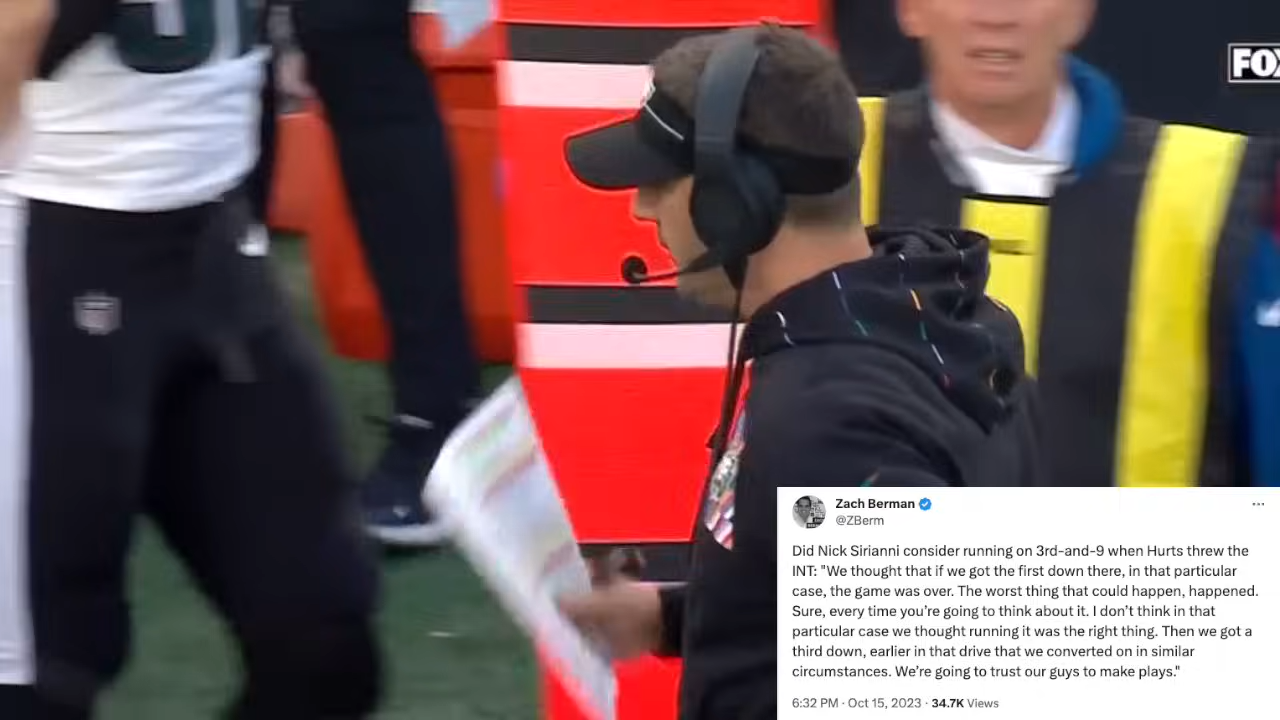 FOX
Zach Berman
@ZBerm
Did Nick Sirianni consider running on 3rd-and-9 when Hurts threw the
INT: "We thought that if we got the first down there, in that particular
case, the game was over. The worst thing that could happen, happened.
Sure, every time you're going to think about it. I don't think in that
particular case we thought running it was the right thing. Then we got a
third down, earlier in that drive that we converted on in similar
circumstances. We're going to trust our guys to make plays."
6:32 PM · Oct 15, 2023 · 34.7K Views